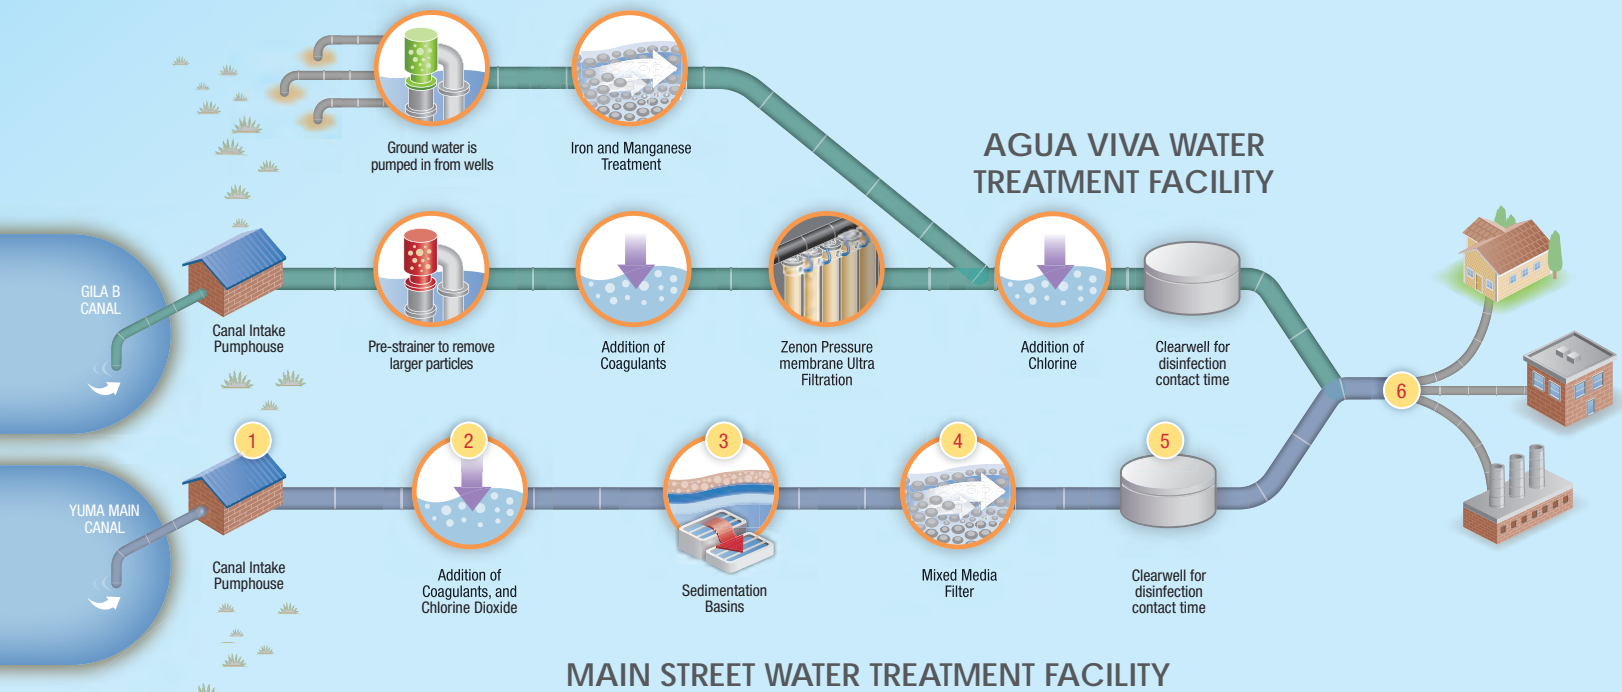 Ground water is
pumped in from wells
Iron and Manganese
Treatment
AGUA VIVA WATER
TREATMENT FACILITY
GILA B
CANAL
Canal Intake
Pumphouse
Pre-strainer to remove
larger particles
Addition of
Coagulants
Zenon Pressure
membrane Ultra
Filtration
Addition of
Chlorine
Clearwell for
disinfection
contact time
6
1
2
3
4
5
YUMA MAIN
CANAL
Canal Intake
Pumphouse
Addition of
Coagulants, and
Chlorine Dioxide
Sedimentation
Basins
Mixed Media
Filter
Clearwell for
disinfection
contact time
MAIN STREET WATER TREATMENT FACILITY